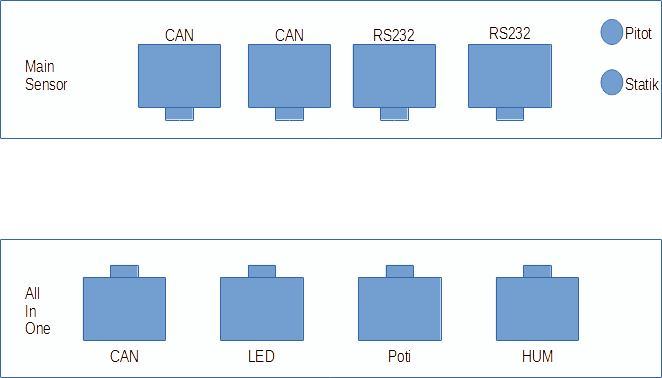 CAN
CAN
RS232
RS232
Pitot
Main
Sensor
Statik
All
In
One
CAN
LED
Poti
HUM